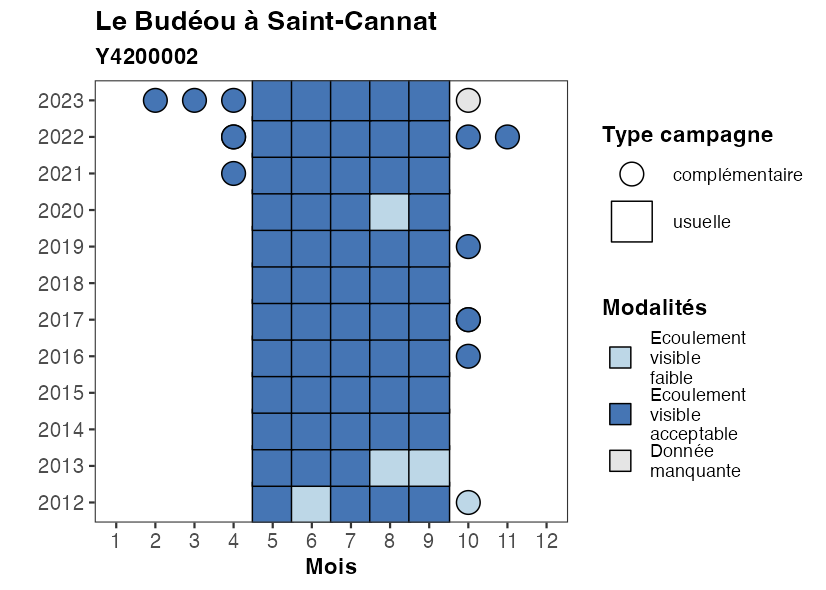 Le Budéou à Saint-Cannat
Y4200002
2023
2022
2021
2020
2019
2018
2017
2016
2015
2014
2013
2012
1 2 3 4 5 6 7 8 9 10 11 12
Mois
Type campagne
complémentaire
usuelle
Modalités
Ecoulement
visible
faible
Ecoulement
visible
acceptable
Donnée
manquante